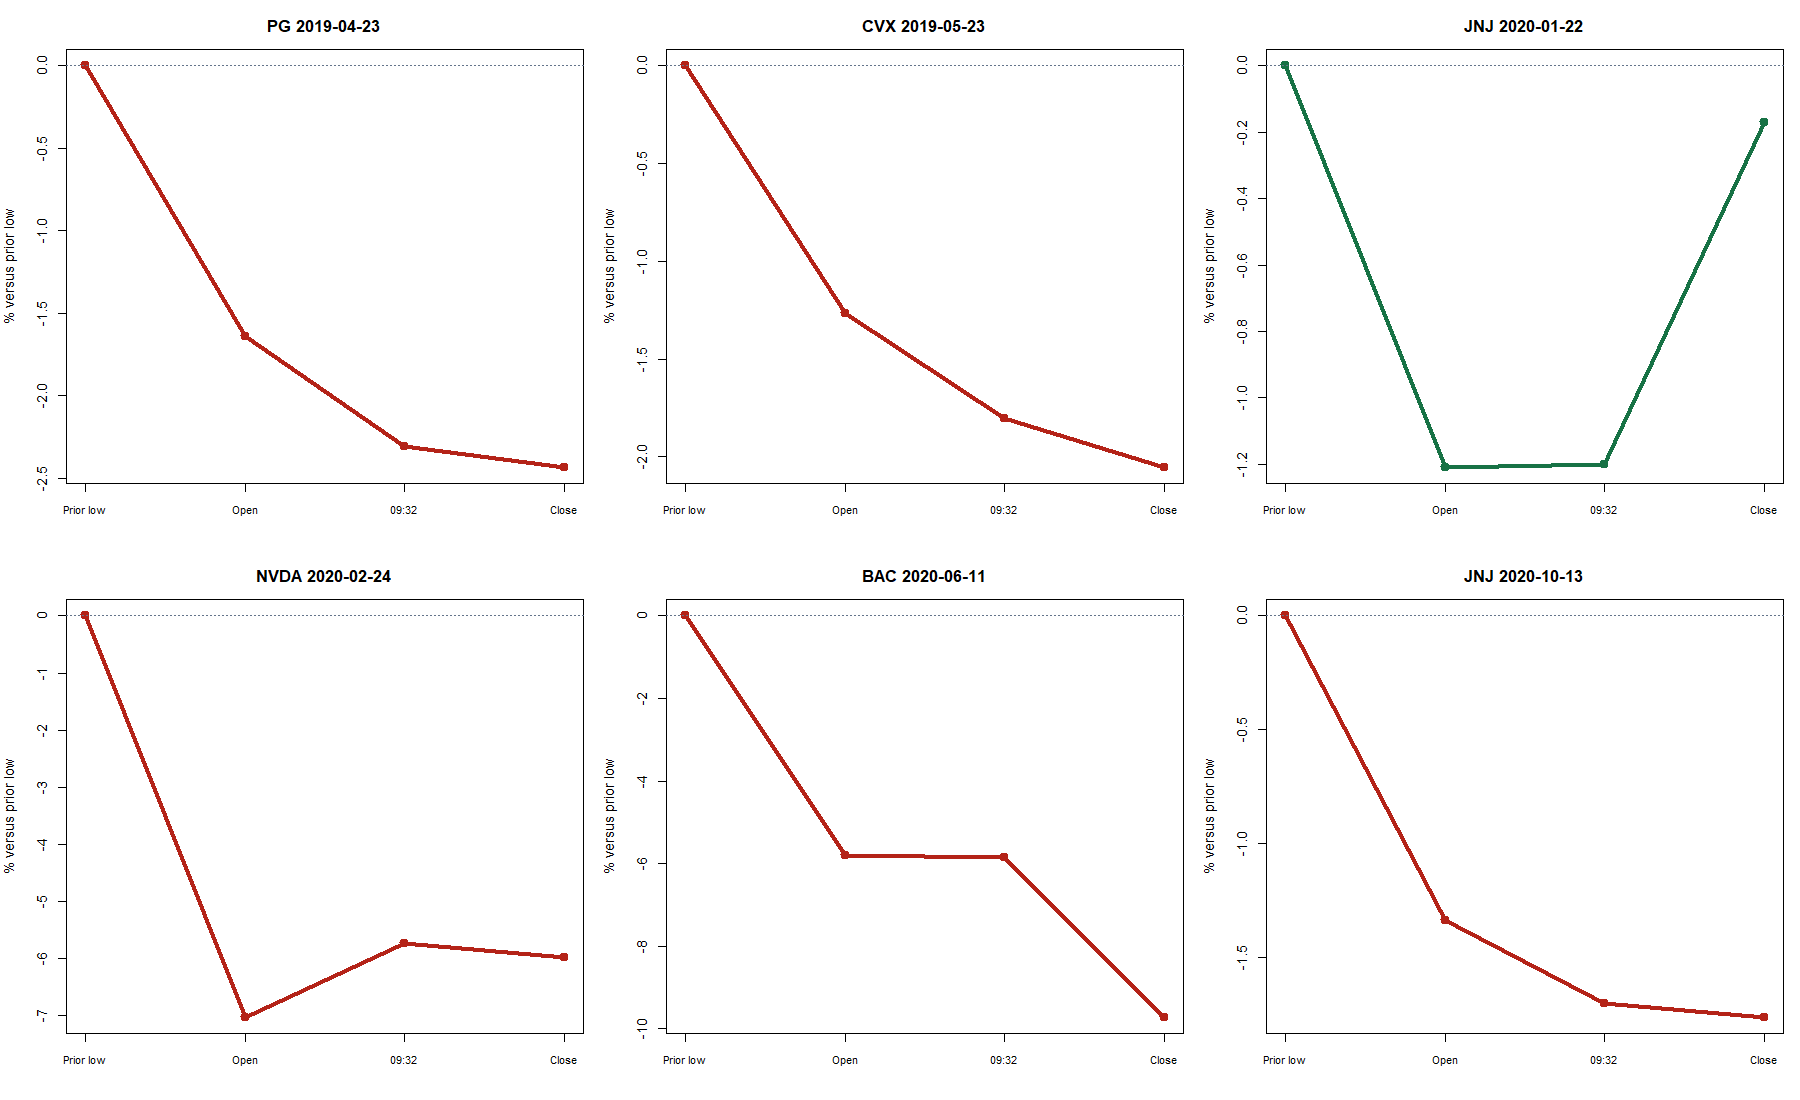 PG 2019-04-23
% versus prior low
0.0
-0.5
-1.0
-1.5
-2.0
-2.5
Prior low Open 09:32 Close
CVX 2019-05-23
% versus prior low
0.0
-0.5
-1.0
-1.5
-2.0
Prior low Open 09:32 Close
JNJ 2020-01-22
% versus prior low
0.0
-0.2
-0.4
-0.6
-0.8
-1.0
-1.2
Prior low Open 09:32 Close
NVDA 2020-02-24
% versus prior low
0
-1
-2
-3
-4
-5
-6
-7
Prior low Open 09:32 Close
BAC 2020-06-11
% versus prior low
0
-2
-4
-6
-8
-10
Prior low Open 09:32 Close
JNJ 2020-10-13
% versus prior low
0.0
-0.5
-1.0
-1.5
Prior low Open 09:32 Close